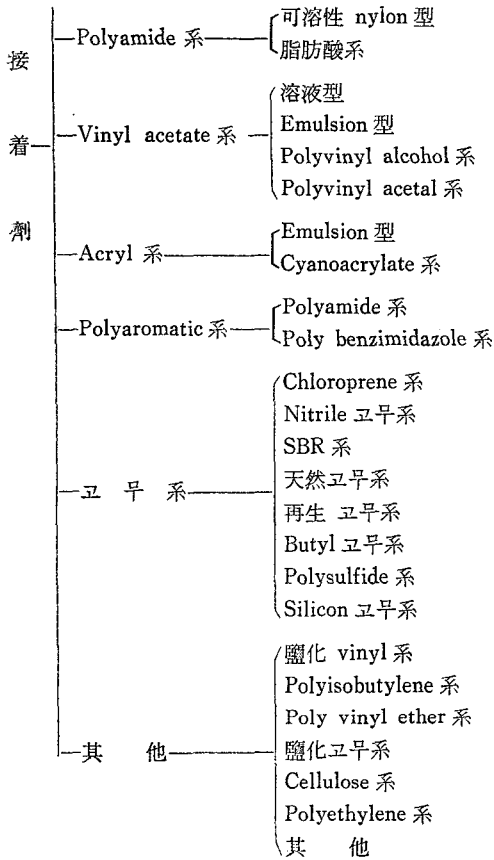 接着劑
Polyamide 系
可溶性 nylon 型
脂肪酸系
Vinyl acetate 系
溶液型
Emulsion 型
Polyvinyl alcohol 系
Polyvinyl acetal 系
Acryl 系
Emulsion 型
Cyanoacrylate 系
Polyaromatic 系
Polyamide 系
Poly benzimidazole 系
고무系
Chloroprene 系
Nitrile 고무系
SBR 系
天然고무系
再生 고무系
Butyl 고무系
Polysulfide 系
Silicon 고무系
其他
鹽化 vinyl 系
Polyisobutylene 系
Poly vinyl ether 系
鹽化고무系
Cellulose 系
Polyethylene 系
其他